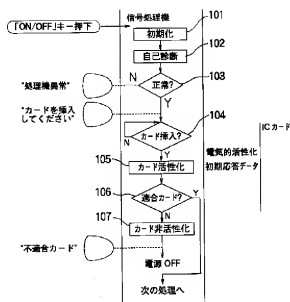 「ON/OFF」キー押下
信号処理機
101
初期化
102
自己診断
103
"処理機異常"
N
正常?
Y
"カードを挿入
してください"
104
カード挿入?
N
Y
ICカード
電気的活性化
初期応答データ
105
カード活性化
106
適合カード?
Y
N
107
カード非活性化
"不適合カード"
電源OFF
次の処理へ